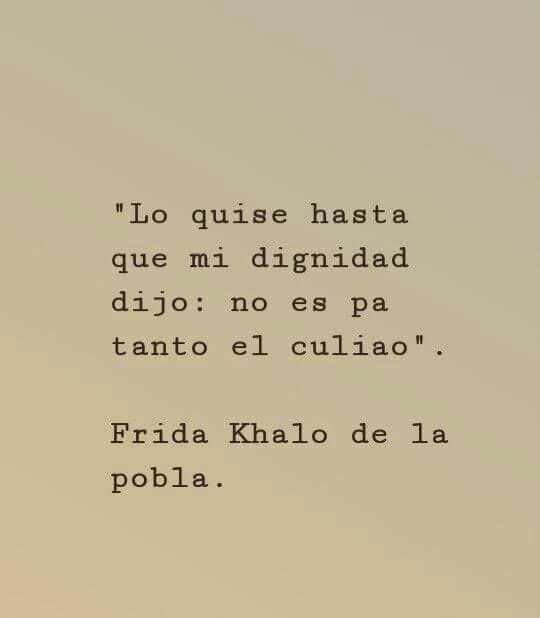 "Lo quise hasta
que mi dignidad
dijo: no es pa
tanto el culiao".
Frida Khalo de la
pobla.